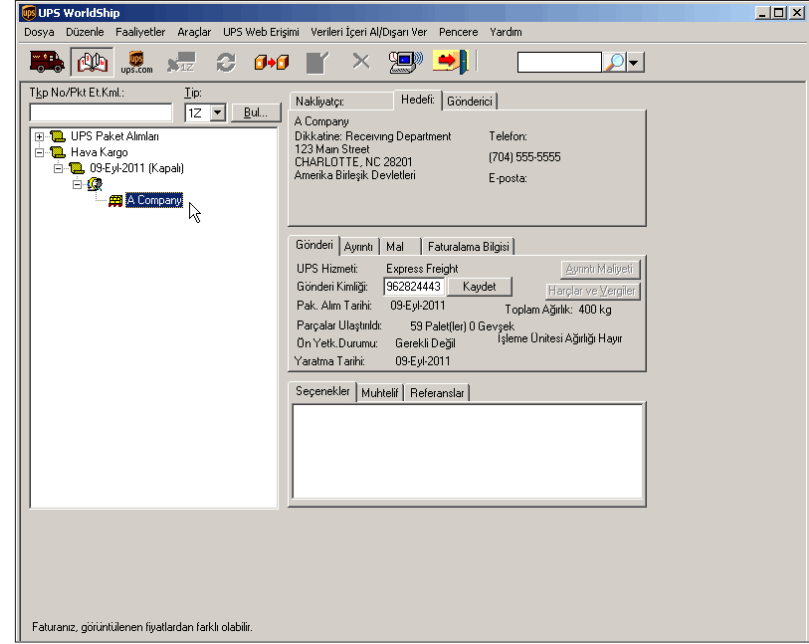 UPS WorldShip
Dosya Düzenle Faaliyetler Araçlar UPS Web Erişimi Verileri İçeri Al/Dışarı Ver Pencere Yardım
ups.com 1Z
Tkp No/Pkt Et.Kml.: Tip:
1Z Bul...
UPS Paket Alımları
Hava Kargo
09-Eyl-2011 (Kapalı)
A Company
Nakliyatçı: Hedefi: Gönderici
A Company
Dikkatine: Receıvıng Department Telefon:
123 Maın Street
CHARLOTTE, NC 28201 (704) 555-5555
Amerika Birleşik Devletleri E-posta:
Gönderi Ayrıntı Mal Faturalama Bilgisi
UPS Hizmeti: Express Freight Ayrıntı Maliyeti
Gönderi Kimliği: 962824443 Kaydet Harçlar ve Vergiler
Pak. Alım Tarihi: 09-Eyl-2011 Toplam Ağırlık: 400 kg
Parçalar Ulaştırıldı: 59 Palet(ler) 0 Gevşek
Ön Yetk.Durumu: Gerekli Değil İşleme Ünitesi Ağırlığı Hayır
Yaratma Tarihi: 09-Eyl-2011
Seçenekler Muhtelif Referanslar
Faturanız, görüntülenen fiyatlardan farklı olabilir.